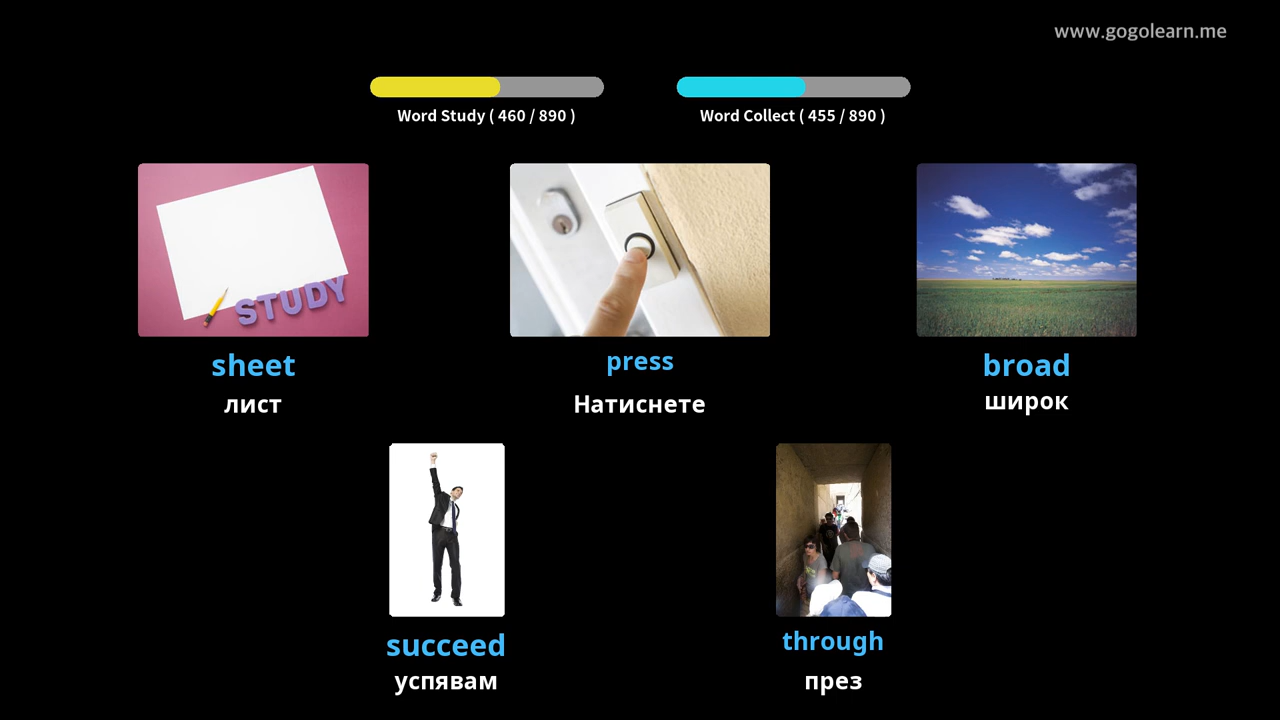 www.gogolearn.me
Word Study ( 460 / 890 )
Word Collect ( 455 / 890 )
STUDY
sheet
press
broad
лист
Натиснете
широк
succeed
through
успявам
през